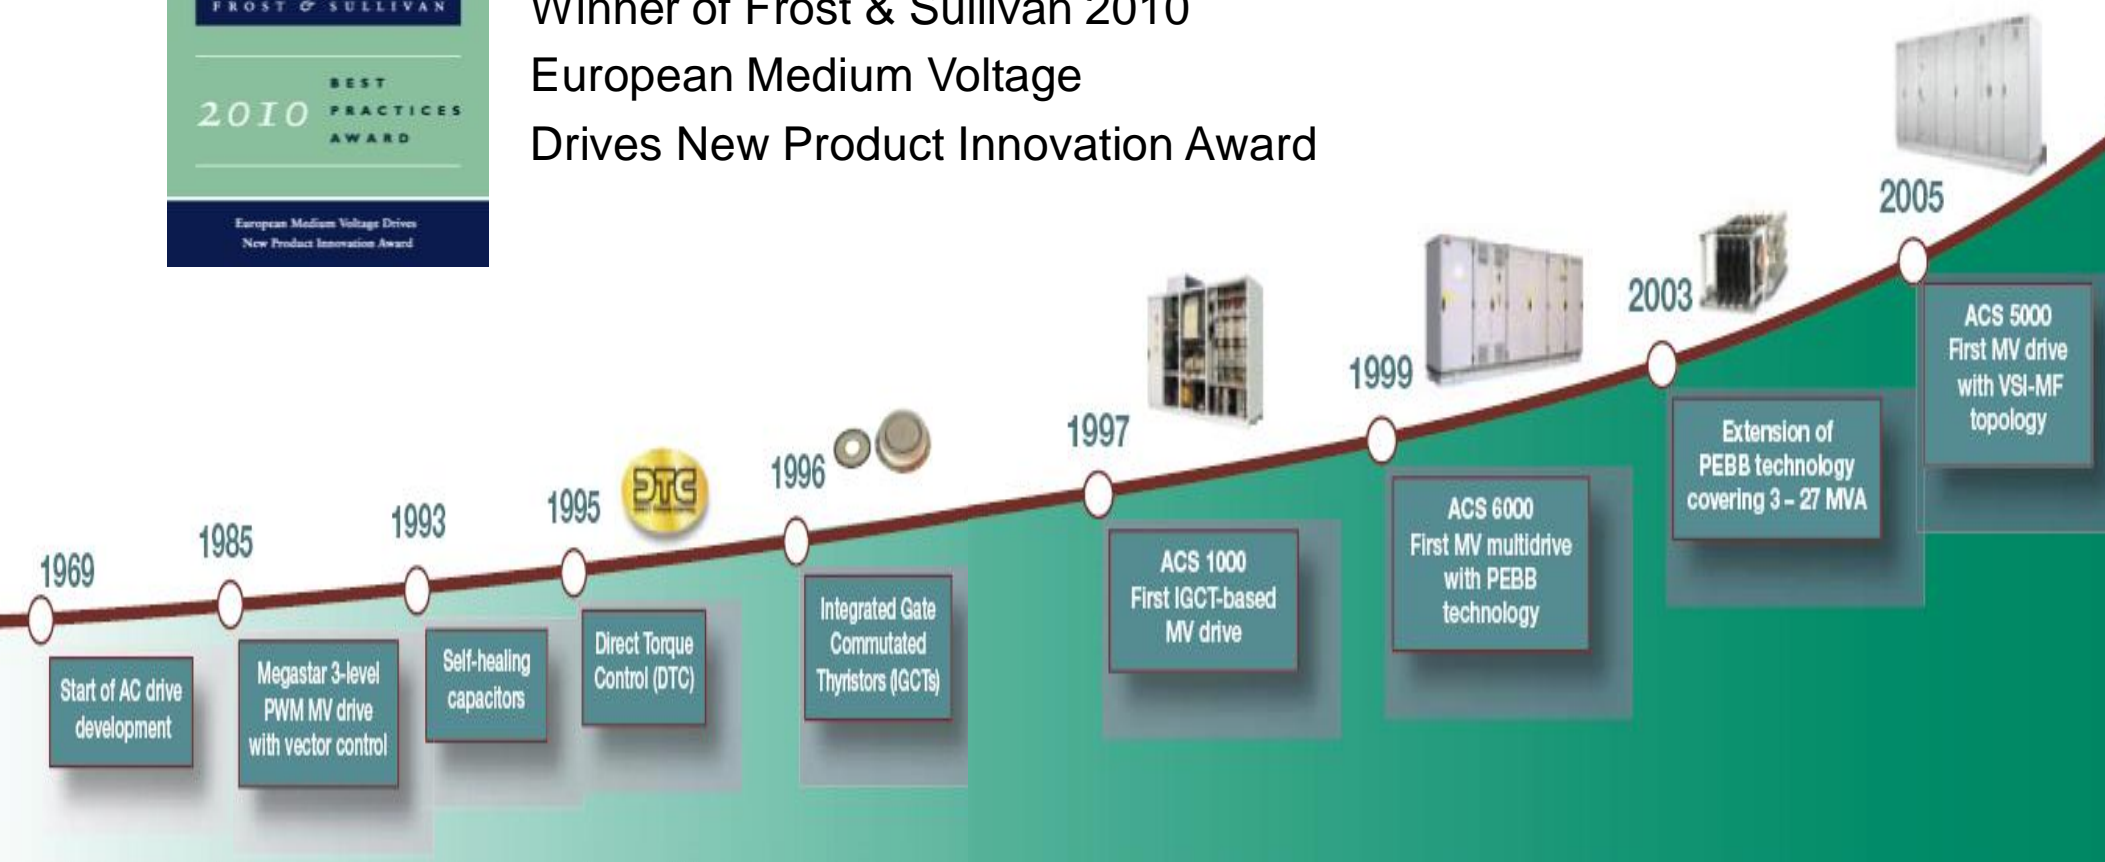 FROST & SULLIVAN
2010
BEST
PRACTICES
AWARD
European Medium Voltage Drives
New Product Innovation Award
Winner of Frost & Sullivan 2010
European Medium Voltage
Drives New Product Innovation Award
1969
Start of AC drive
development
1985
Megastar 3-level
PWM MV drive
with vector control
1993
Self-healing
capacitors
1995
DTC
Direct Torque
Control (DTC)
1996
Integrated Gate
Commutated
Thyristors (IGCTs)
1997
ACS 1000
First IGCT-based
MV drive
1999
ACS 6000
First MV multidrive
with PEBB
technology
2003
Extension of
PEBB technology
covering 3 – 27 MVA
2005
ACS 5000
First MV drive
with VSI-MF
topology